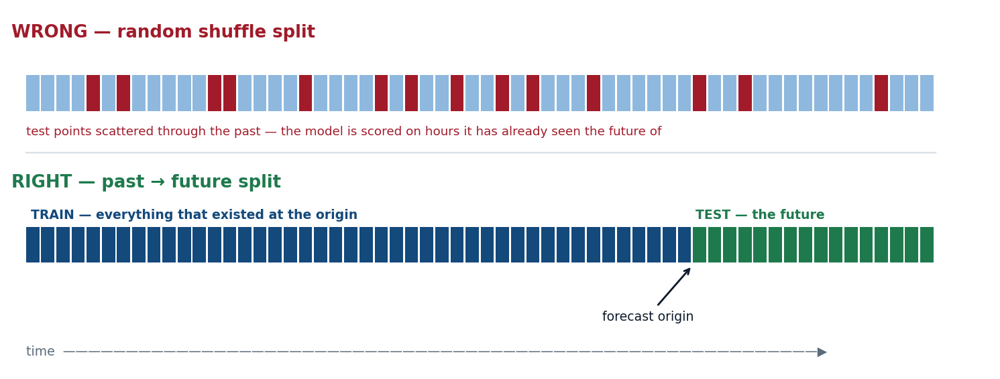 WRONG — random shuffle split
test points scattered through the past — the model is scored on hours it has already seen the future of
RIGHT — past → future split
TRAIN — everything that existed at the origin
TEST — the future
forecast origin
time